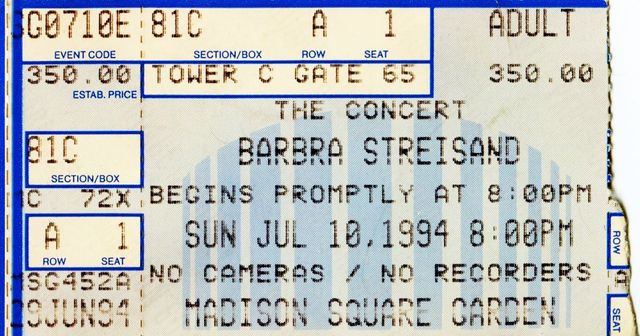 SG0710E 81C A 1 ADULT
EVENT CODE SECTION/BOX ROW SEAT
350.00 TOWER C GATE 65 350.00
ESTAB. PRICE
THE CONCERT
81C BARBRA STREISAND
SECTION/BOX
C 72X BEGINS PROMPTLY AT 8:00PM
A 1 SUN JUL 10,1994 8:00PM
ROW SEAT
ROW
MSG452A NO CAMERAS / NO RECORDERS
A
29JUN94 MADISON SQUARE GARDEN
SEAT